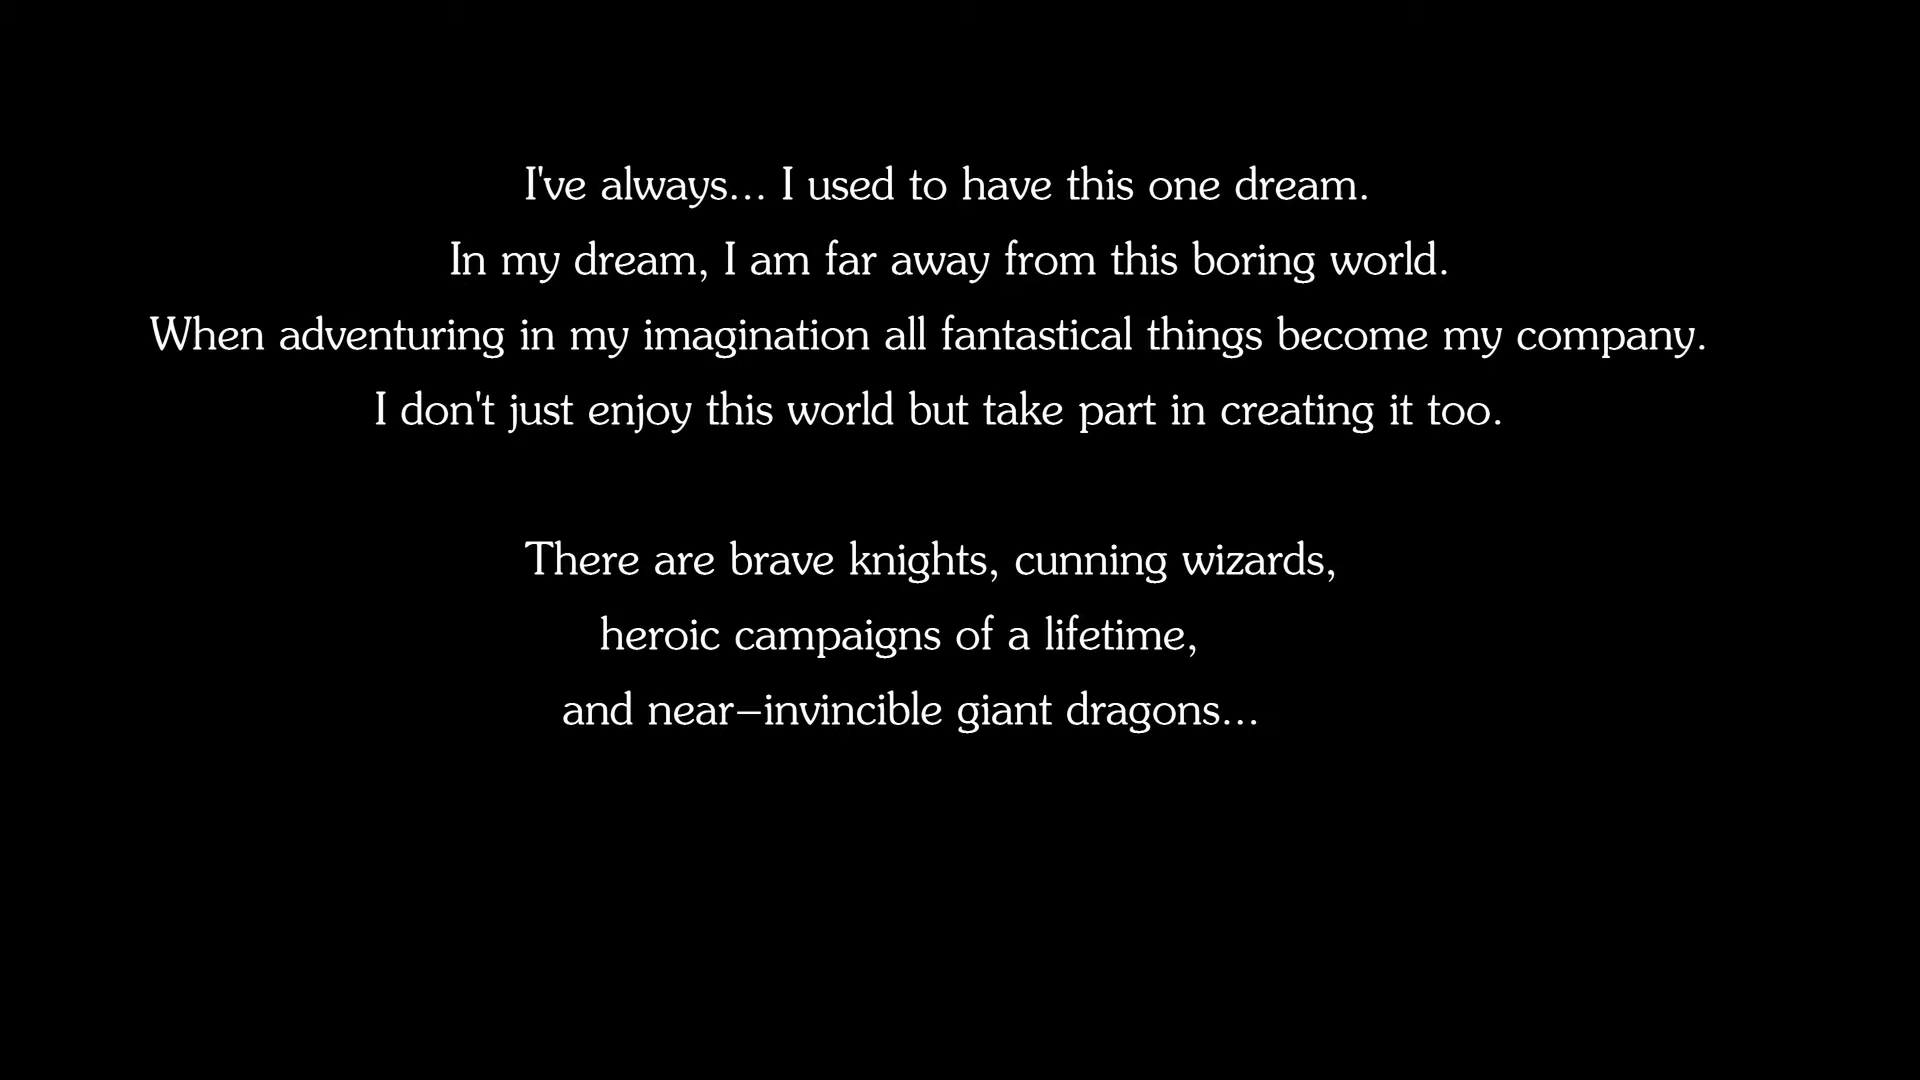 I've always... I used to have this one dream.
In my dream, I am far away from this boring world.
When adventuring in my imagination all fantastical things become my company.
I don't just enjoy this world but take part in creating it too.
There are brave knights, cunning wizards,
heroic campaigns of a lifetime,
and near–invincible giant dragons...